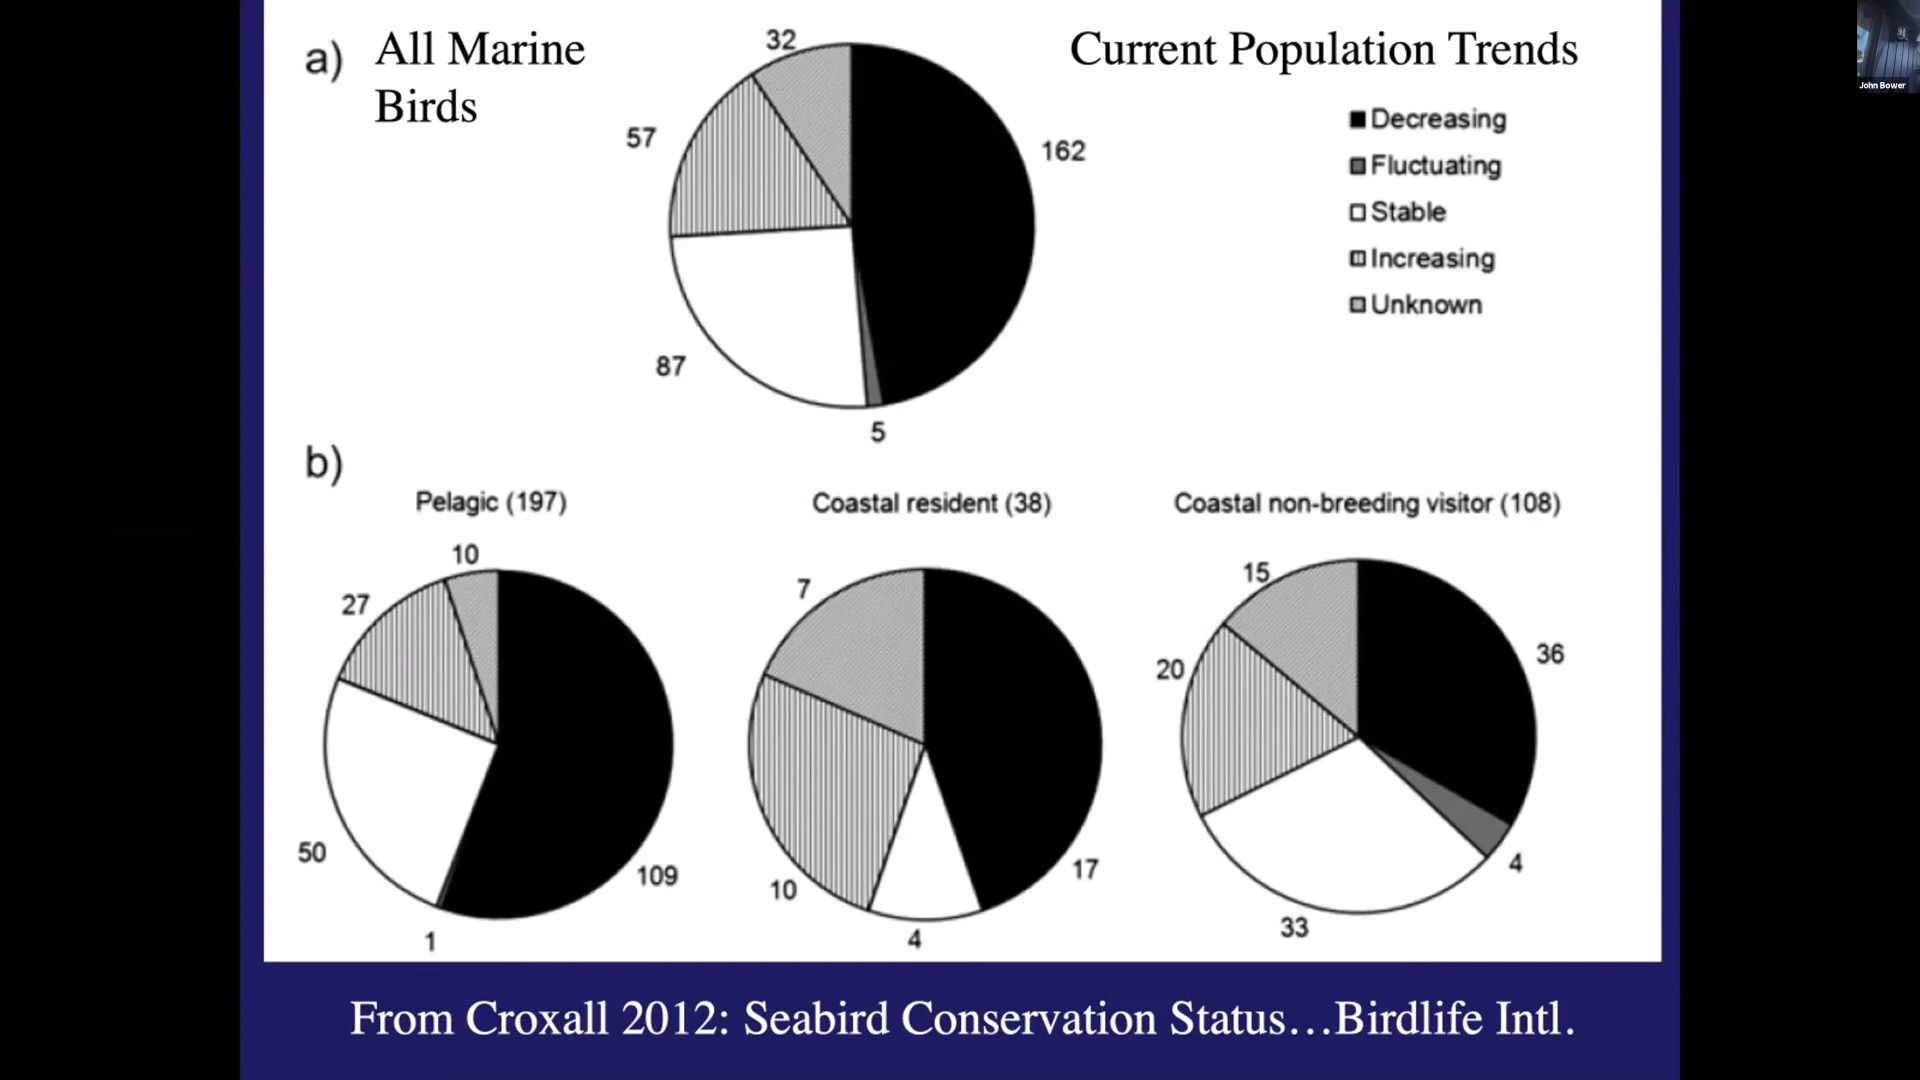 a)
All Marine
Birds
Current Population Trends
Decreasing
Fluctuating
Stable
Increasing
Unknown
32
57
162
87
5
b)
Pelagic (197)
10
27
50
109
1
Coastal resident (38)
7
10
17
4
Coastal non-breeding visitor (108)
15
20
36
4
33
From Croxall 2012: Seabird Conservation Status…Birdlife Intl.
John Bower